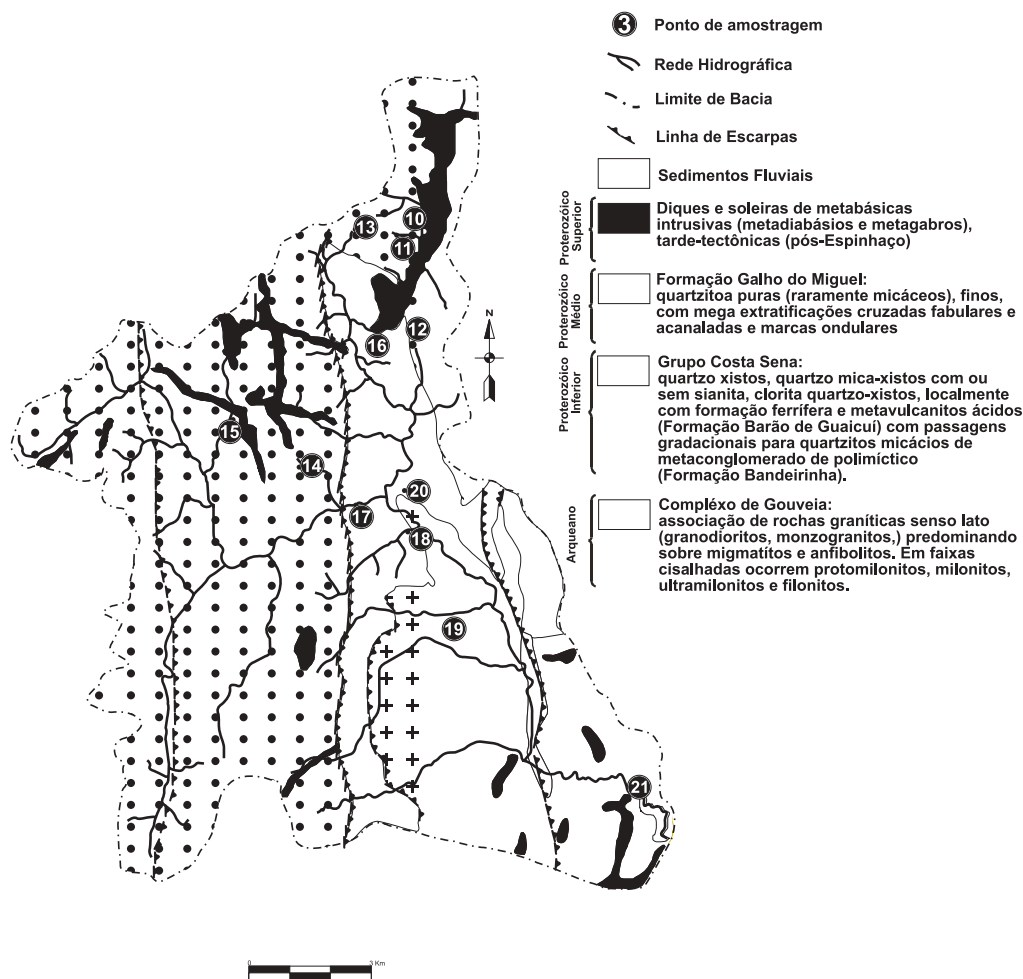 3 Ponto de amostragem
Rede Hidrográfica
Limite de Bacia
Linha de Escarpas
Sedimentos Fluviais
Proterozóico
Superior
Diques e soleiras de metabásicas
intrusivas (metadiabásios e metagabros),
tarde-tectônicas (pós-Espinhaço)
Proterozóico
Médio
Formação Galho do Miguel:
quartzitoa puras (raramente micáceos), finos,
com mega extratificações cruzadas fabulares e
acanaladas e marcas ondulares
Proterozóico
Inferior
Grupo Costa Sena:
quartzo xistos, quartzo mica-xistos com ou
sem sianita, clorita quartzo-xistos, localmente
com formação ferrífera e metavulcanitos ácidos
(Formação Barão de Guaicuí) com passagens
gradacionais para quartzitos micácios de
metaconglomerado de polimíctico
(Formação Bandeirinha).
Arqueano
Compléxo de Gouveia:
associação de rochas graníticas senso lato
(granodioritos, monzogranitos,) predominando
sobre migmatítos e anfibolitos. Em faixas
cisalhadas ocorrem protomilonitos, milonitos,
ultramilonitos e filonitos.
10
13
11
N
12
16
15
14
20
17
18
19
21
0 3 Km